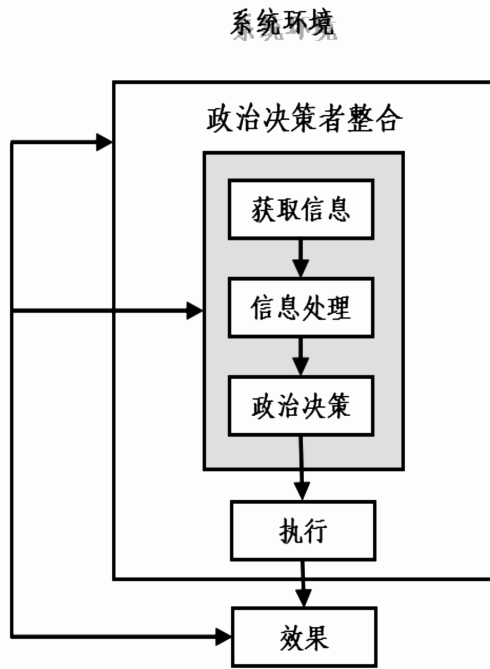 系统环境
政治决策者整合
获取信息
信息处理
政治决策
执行
效果